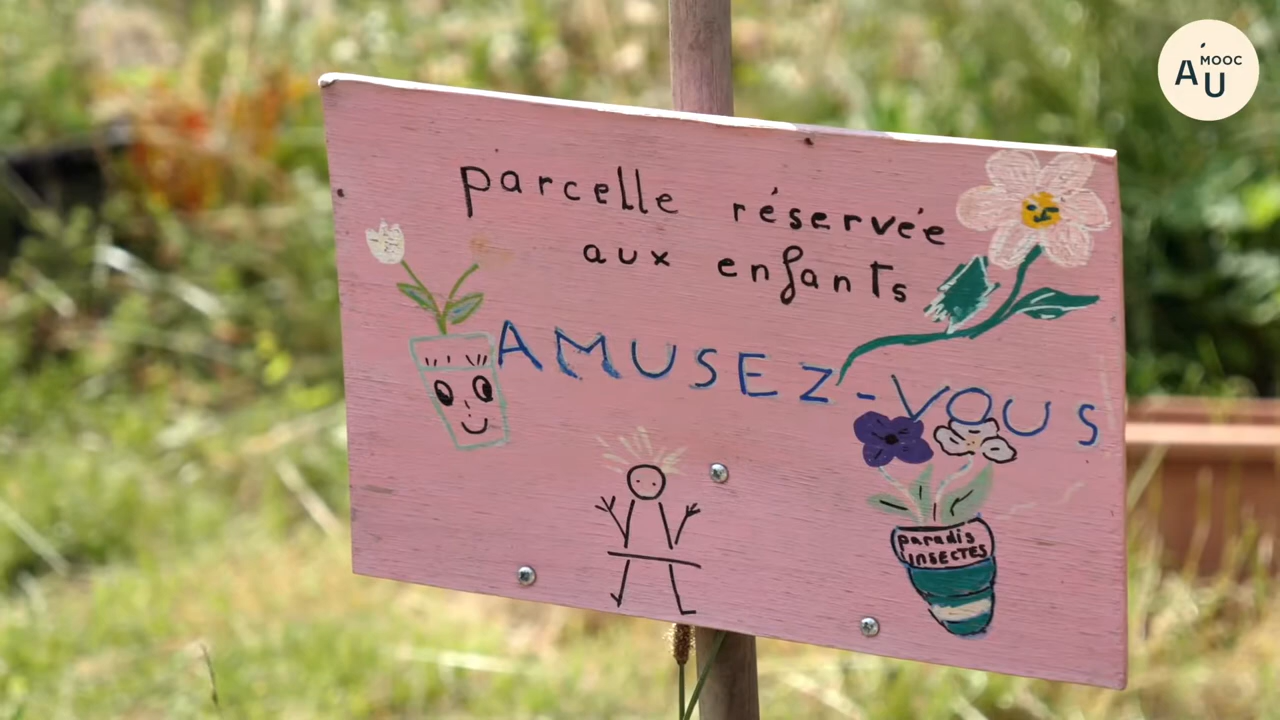 parcelle réservée
aux enfants
AMUSEZ-VOUS
paradis
INSECTES
MOOC
AU